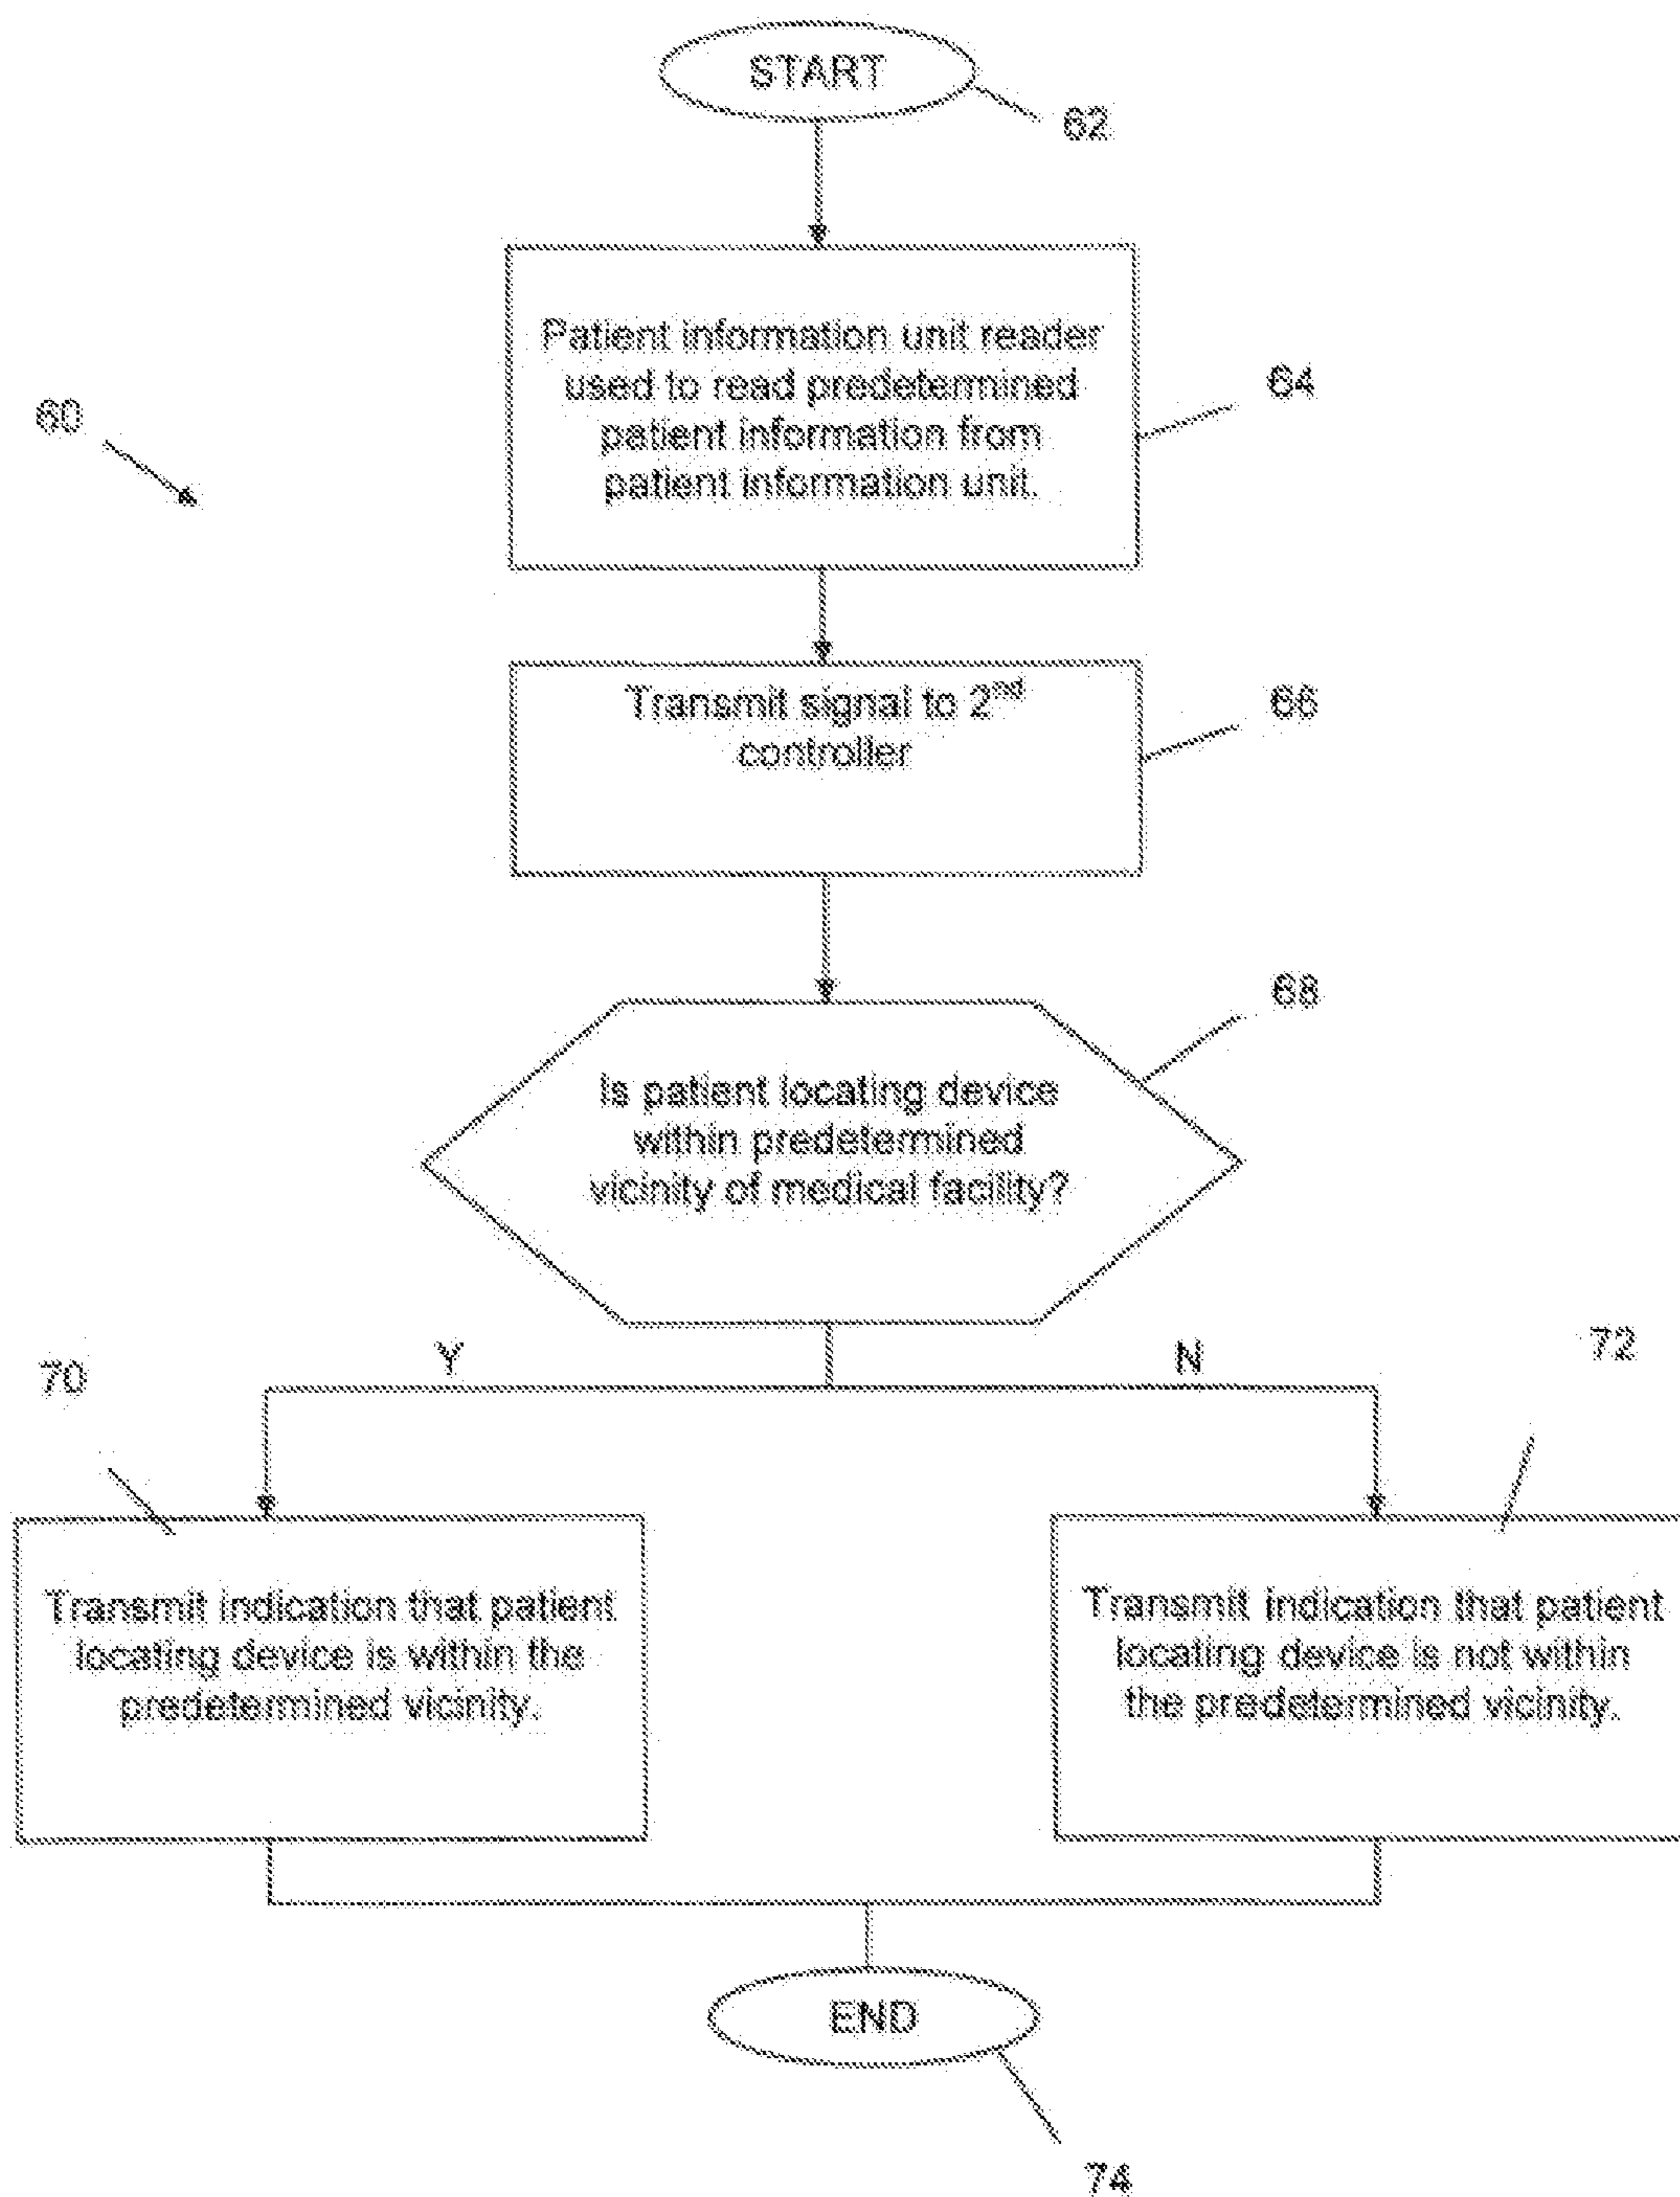 START
62
Patient information unit reader
used to read predetermined
patient information from
patient information unit.
64
60
Transmit signal to 2nd
controller
66
68
Is patient locating device
within predetermined
vicinity of medical facility?
Y
N
70
72
Transmit indication that patient
locating device is within the
predetermined vicinity.
Transmit indication that patient
locating device is not within
the predetermined vicinity.
END
74